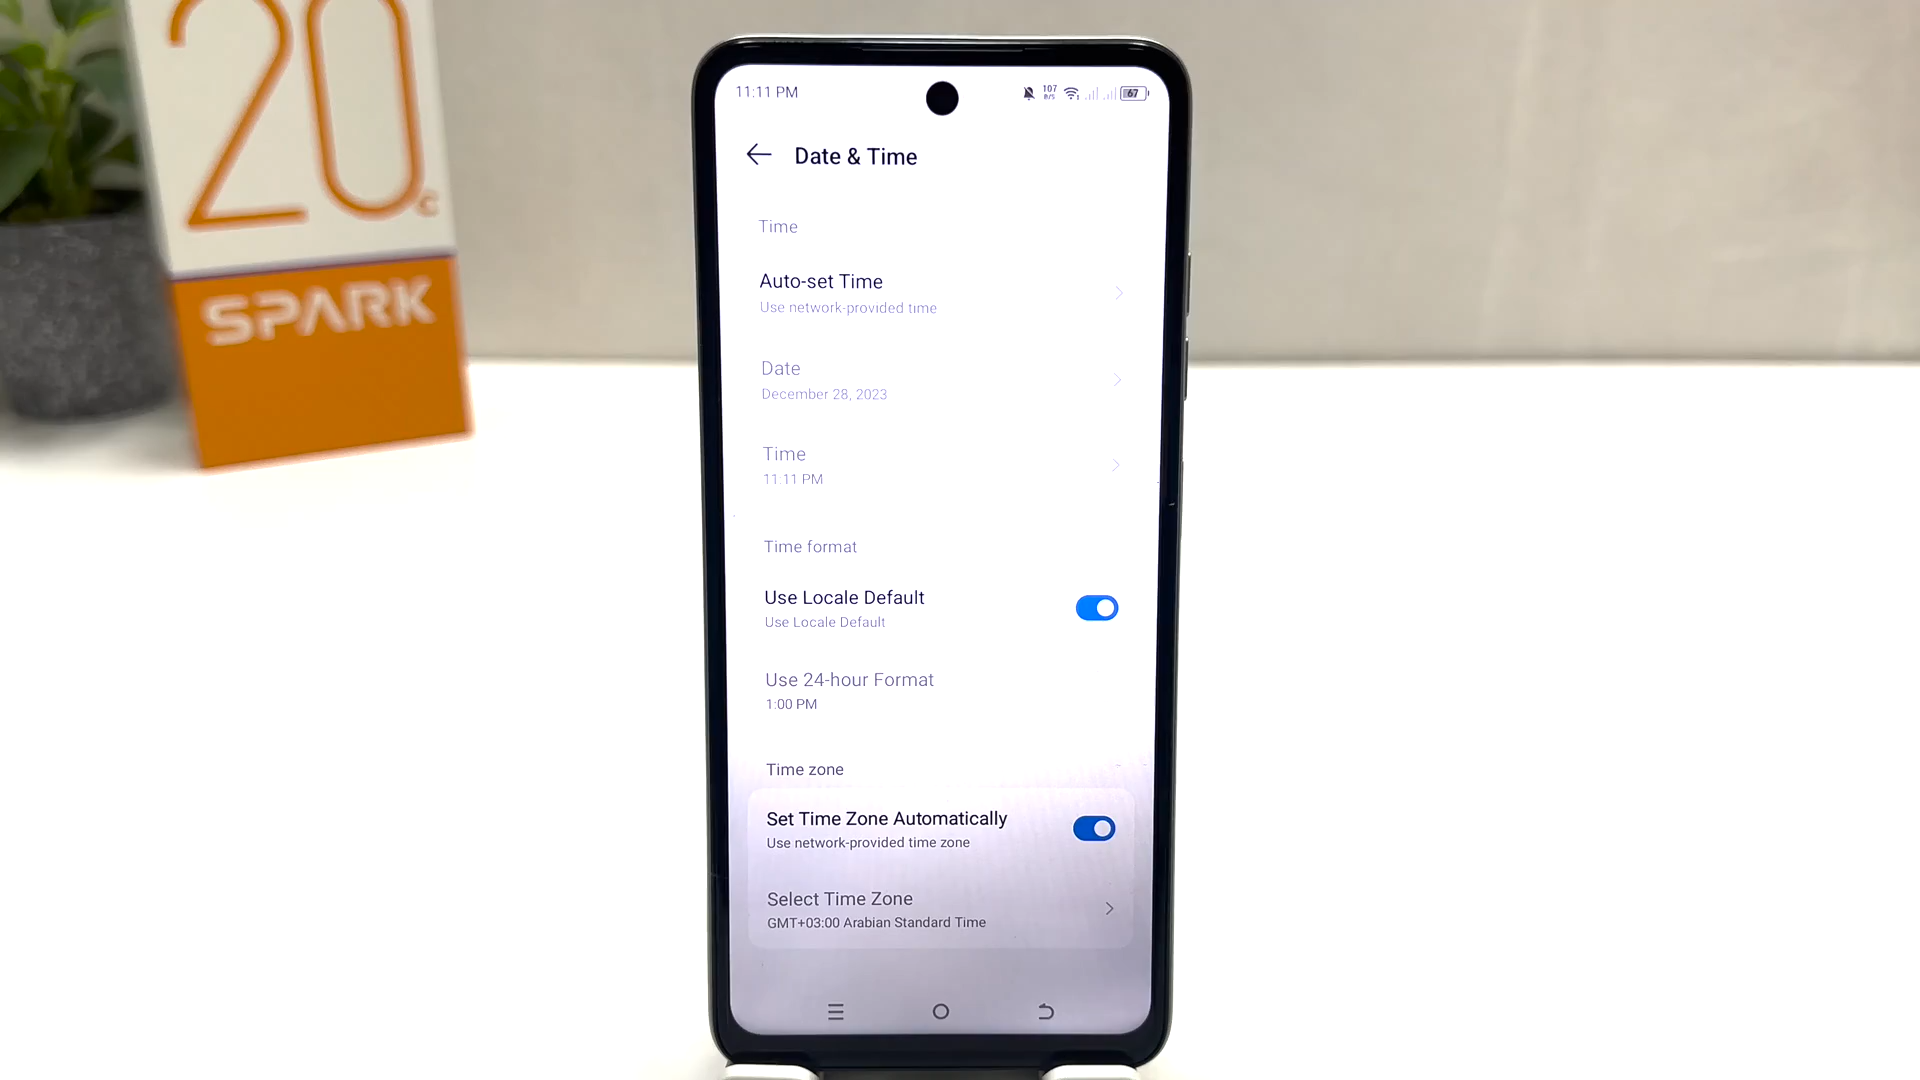 20c
SPARK
11:11 PM
107
B/S
67
Date & Time
Time
Auto-set Time
Use network-provided time
Date
December 28, 2023
Time
11:11 PM
Time format
Use Locale Default
Use Locale Default
Use 24-hour Format
1:00 PM
Time zone
Set Time Zone Automatically
Use network-provided time zone
Select Time Zone
GMT+03:00 Arabian Standard Time